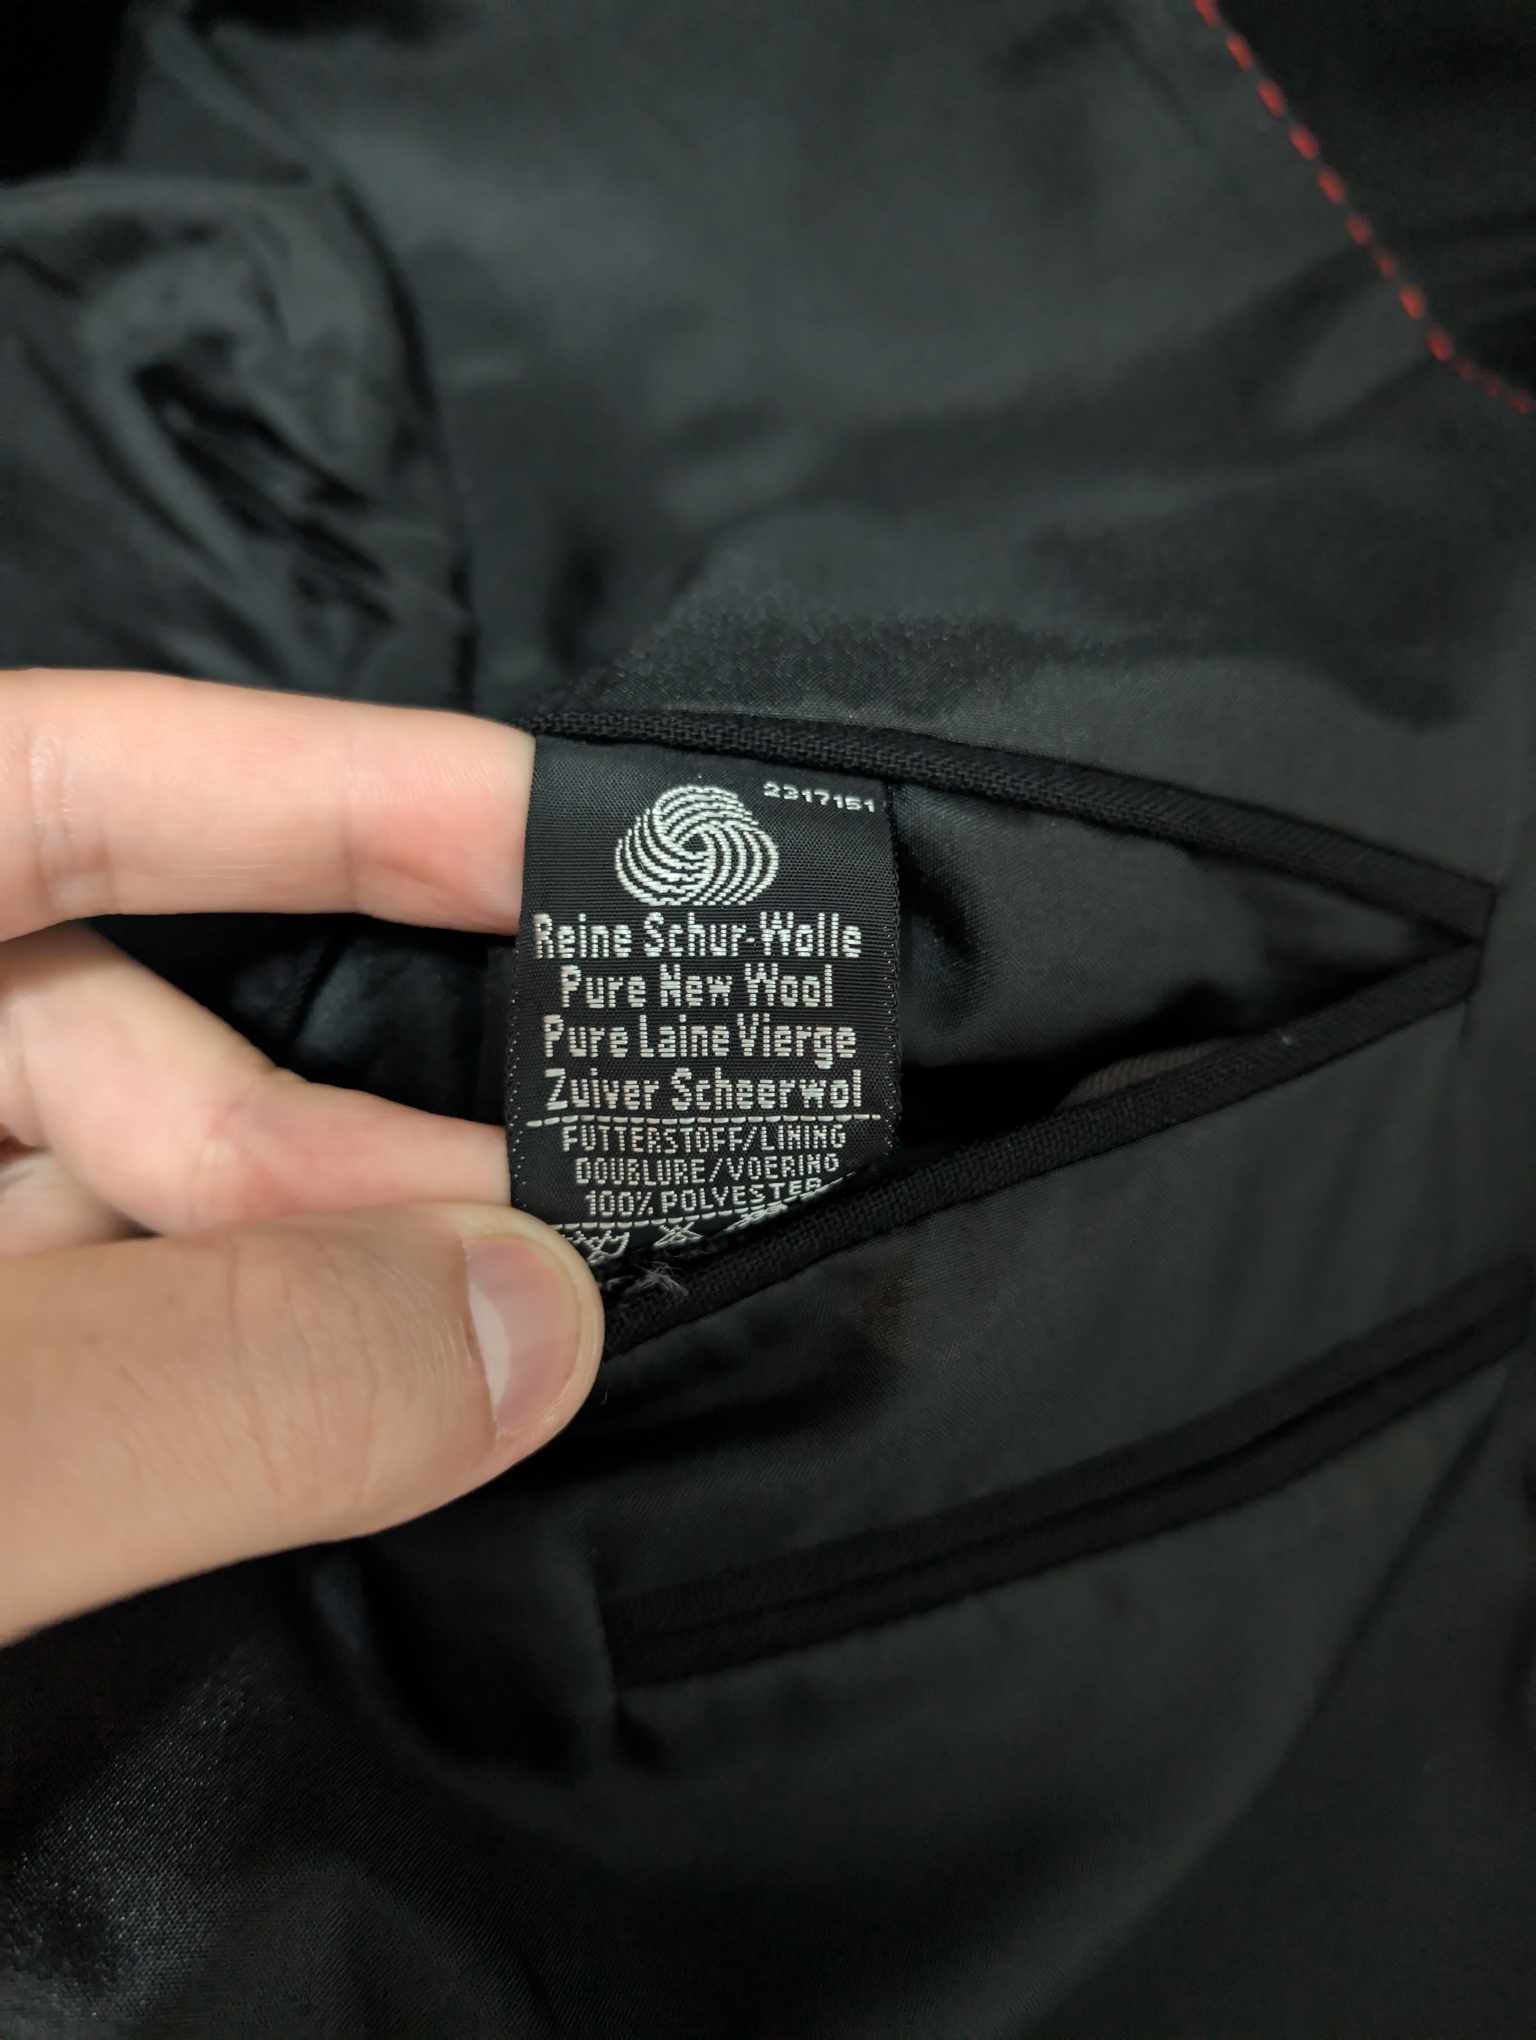 2317151
Reine Schur-Wolle
Pure New Wool
Pure Laine Vierge
Zuiver Scheerwol
FUTTERSTOFF/LINING
DOUBLURE/VOERING
100% POLYESTER